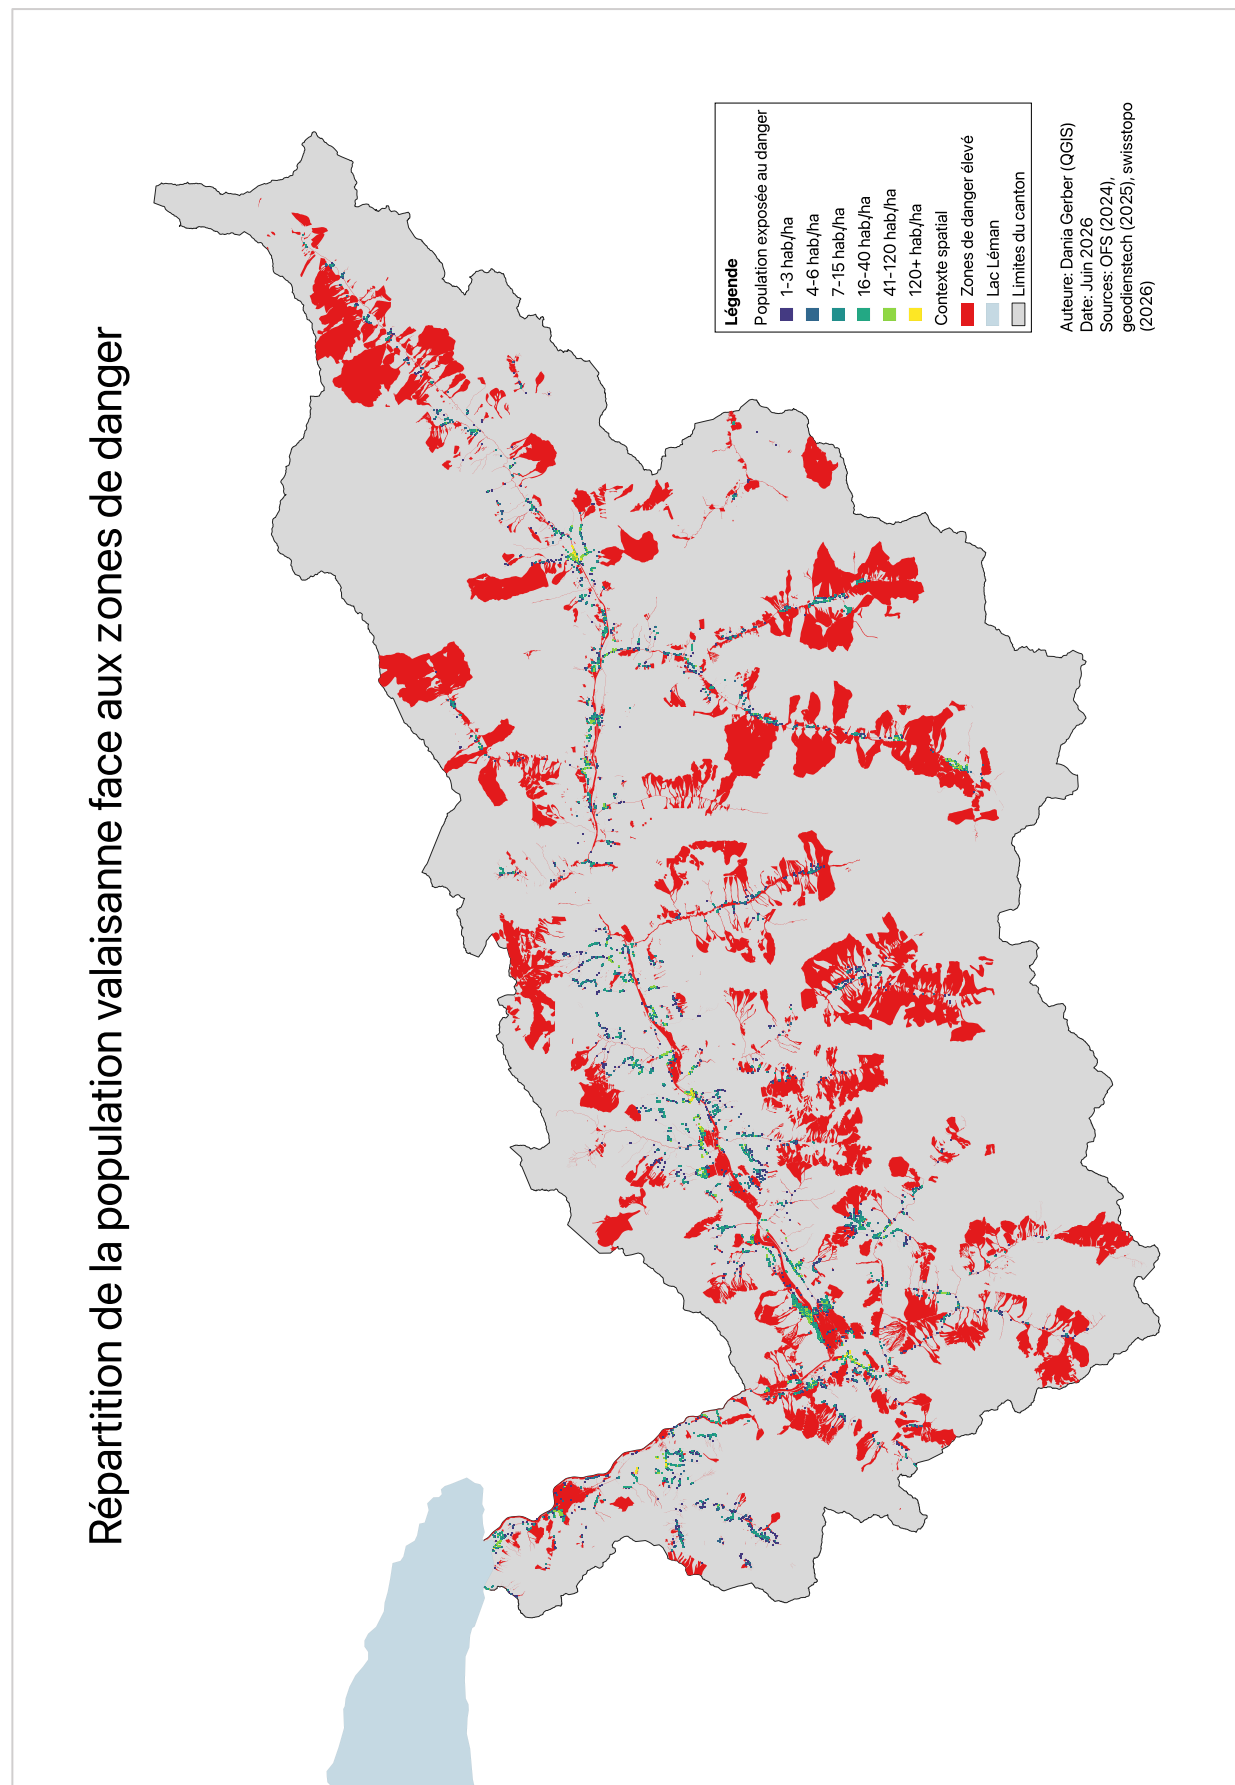 Répartition de la population valaisanne face aux zones de danger
Légende
Population exposée au danger
1-3 hab/ha
4-6 hab/ha
7-15 hab/ha
16-40 hab/ha
41-120 hab/ha
120+ hab/ha
Contexte spatial
Zones de danger élevé
Lac Léman
Limites du canton
Auteure: Dania Gerber (QGIS)
Date: Juin 2026
Sources: OFS (2024),
geodienstech (2025), swisstopo
(2026)